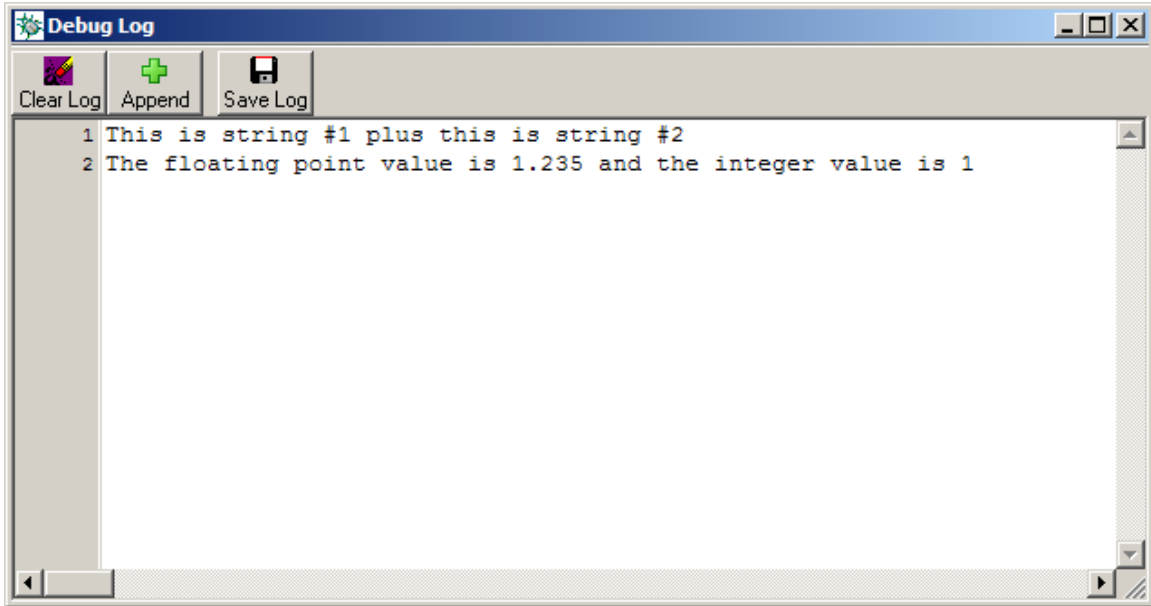 Debug Log
Clear Log Append Save Log
1 This is string #1 plus this is string #2
2 The floating point value is 1.235 and the integer value is 1